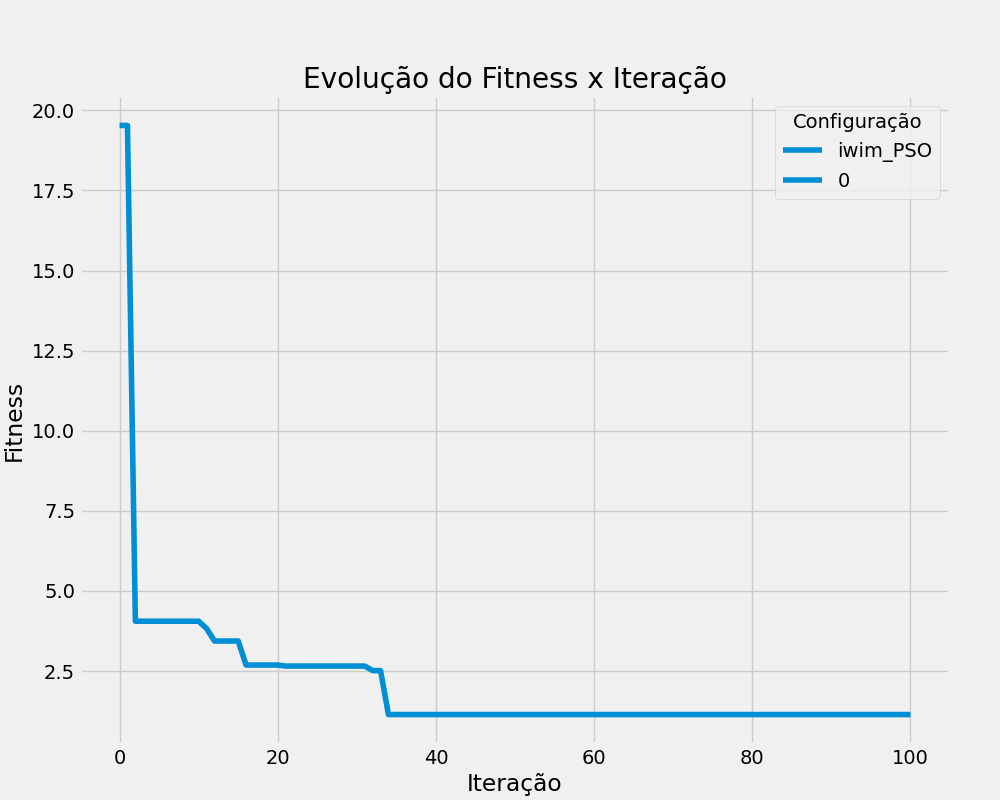 Evolução do Fitness x Iteração
Configuração
iwim_PSO
0
Fitness
20.0
17.5
15.0
12.5
10.0
7.5
5.0
2.5
0 20 40 60 80 100
Iteração